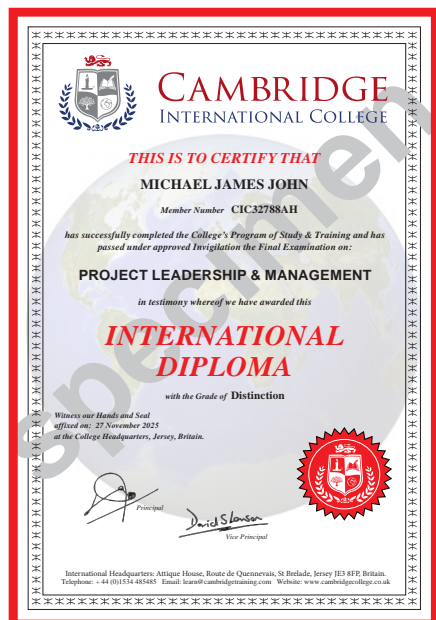 CAMBRIDGE
INTERNATIONAL COLLEGE
THIS IS TO CERTIFY THAT
MICHAEL JAMES JOHN
Member Number CIC32788AH
has successfully completed the College's Program of Study & Training and has
passed under approved Invigilation the Final Examination on:
PROJECT LEADERSHIP & MANAGEMENT
in testimony whereof we have awarded this
INTERNATIONAL
DIPLOMA
with the Grade of Distinction
Witness our Hands and Seal
affixed on: 27 November 2025
at the College Headquarters, Jersey, Britain.
Principal
David S Lawson
Vice Principal
International Headquarters: Attique House, Route de Quennevais, St Brelade, Jersey JE3 8FP, Britain.
Telephone: + 44 (0)1534 485485 Email: learn@cambridgetraining.com Website: www.cambridgecollege.co.uk
specimen